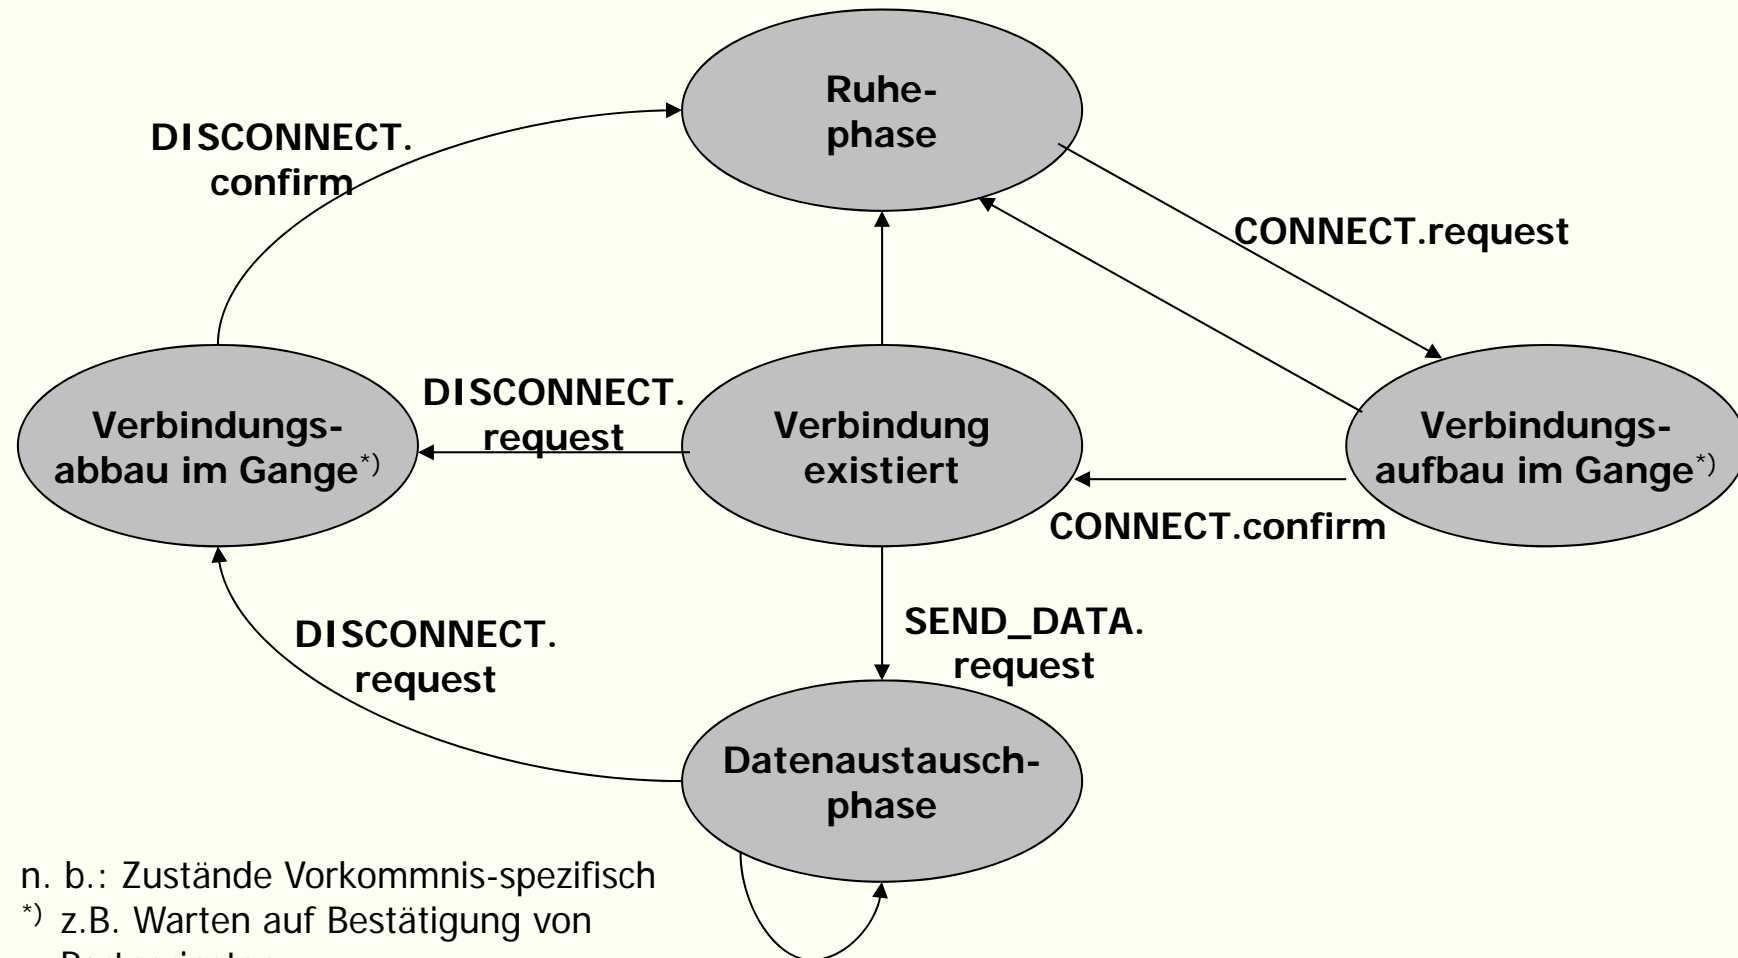 Ruhe-
phase
DISCONNECT.
confirm
CONNECT.request
DISCONNECT.
request
Verbindungs-
abbau im Gange*)
Verbindung
existiert
Verbindungs-
aufbau im Gange*)
CONNECT.confirm
DISCONNECT.
request
SEND_DATA.
request
Datenaustausch-
phase
n. b.: Zustände Vorkommnis-spezifisch
*) z.B. Warten auf Bestätigung von